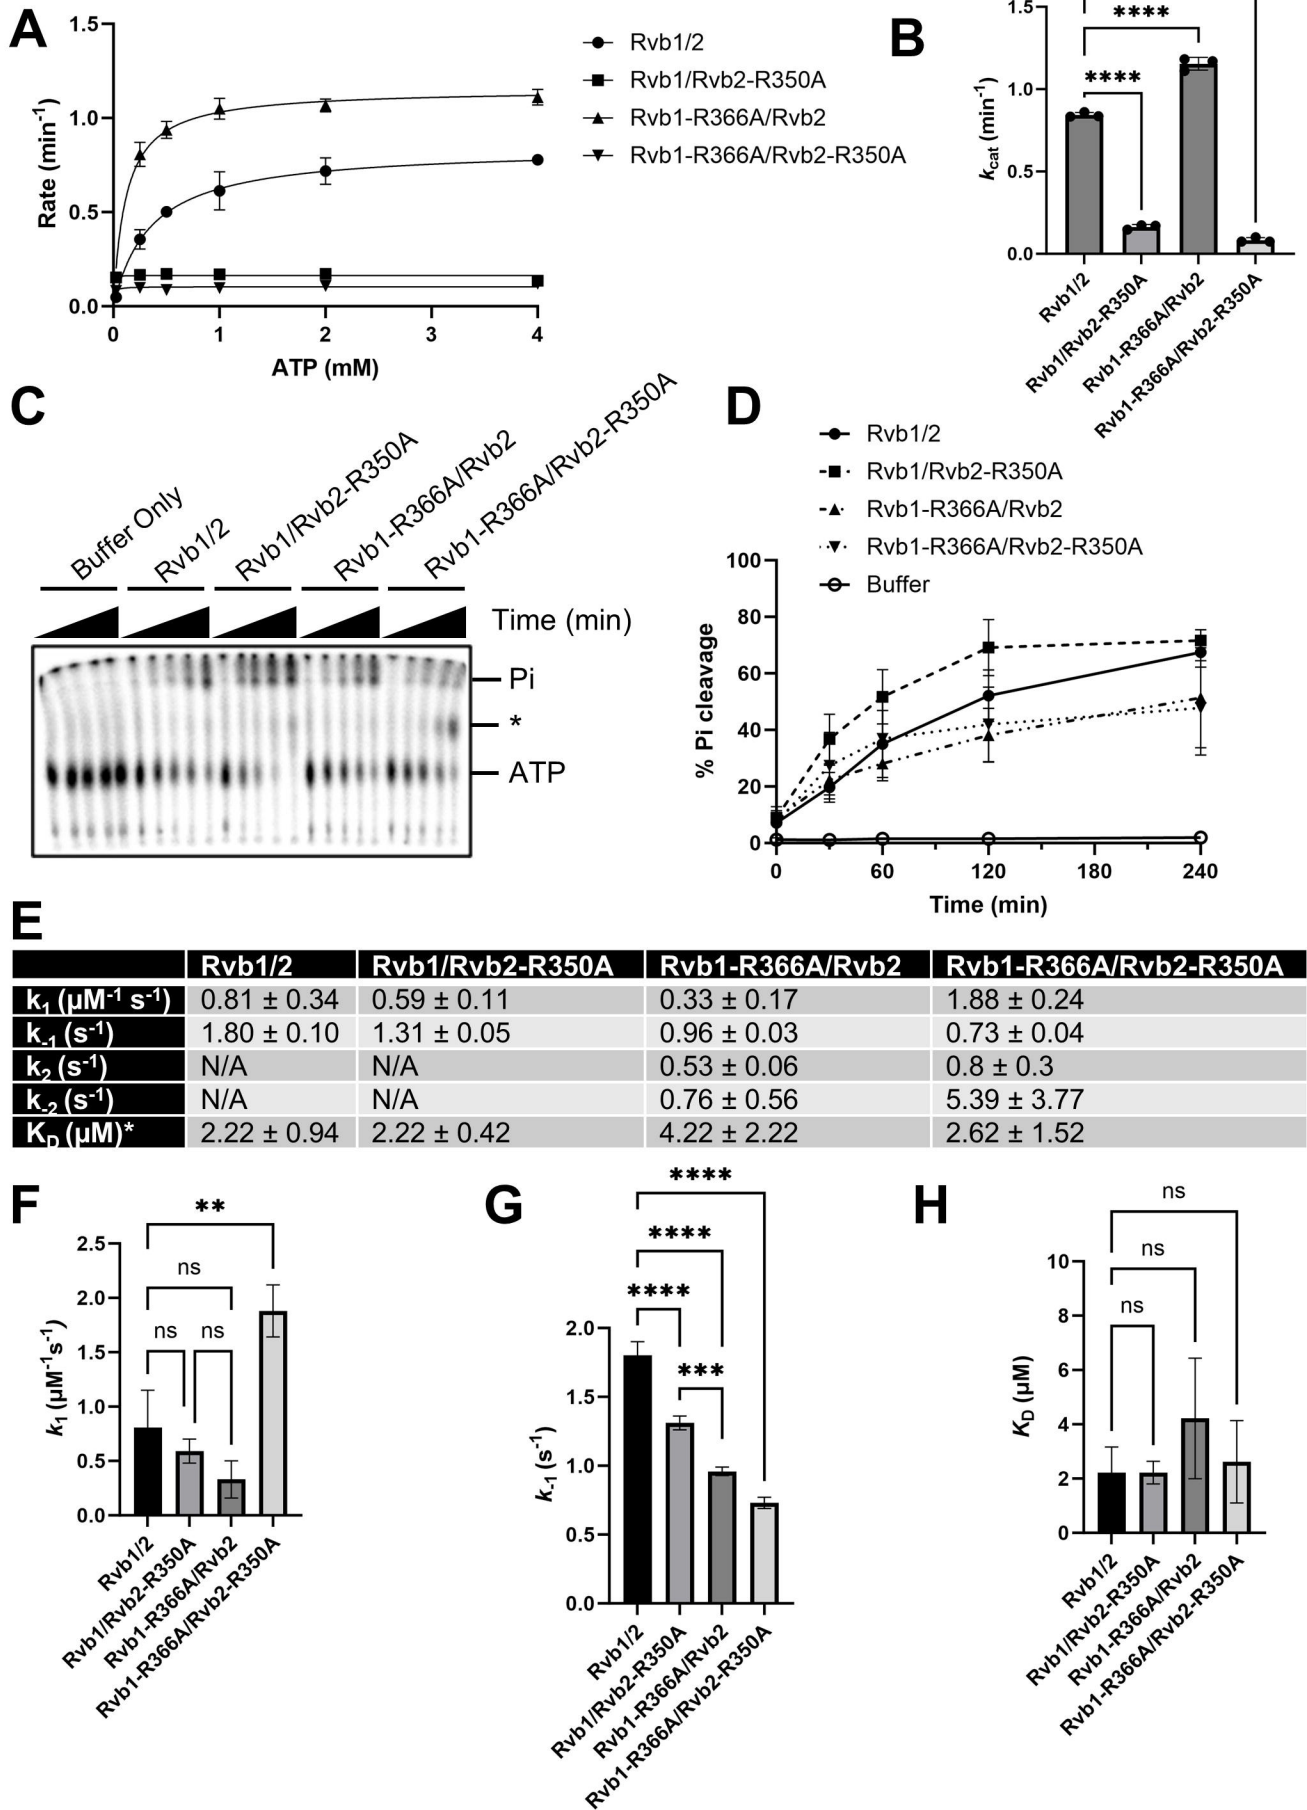 A
1.5
1.0
0.5
0.0
Rate (min⁻¹)
0 1 2 3 4
ATP (mM)
Rvb1/2
Rvb1/Rvb2-R350A
Rvb1-R366A/Rvb2
Rvb1-R366A/Rvb2-R350A
B
1.5
1.0
0.5
0.0
kcat (min⁻¹)
****
****
Rvb1/2
Rvb1/Rvb2-R350A
Rvb1-R366A/Rvb2
Rvb1-R366A/Rvb2-R350A
C
Buffer Only
Rvb1/2
Rvb1/Rvb2-R350A
Rvb1-R366A/Rvb2
Rvb1-R366A/Rvb2-R350A
Time (min)
Pi
*
ATP
D
Rvb1/2
Rvb1/Rvb2-R350A
Rvb1-R366A/Rvb2
Rvb1-R366A/Rvb2-R350A
Buffer
100
80
60
40
20
0
% Pi cleavage
0 60 120 180 240
Time (min)
E
Rvb1/2 Rvb1/Rvb2-R350A Rvb1-R366A/Rvb2 Rvb1-R366A/Rvb2-R350A
k₁ (µM⁻¹ s⁻¹) 0.81 ± 0.34 0.59 ± 0.11 0.33 ± 0.17 1.88 ± 0.24
k₋₁ (s⁻¹) 1.80 ± 0.10 1.31 ± 0.05 0.96 ± 0.03 0.73 ± 0.04
k₂ (s⁻¹) N/A N/A 0.53 ± 0.06 0.8 ± 0.3
k₋₂ (s⁻¹) N/A N/A 0.76 ± 0.56 5.39 ± 3.77
KD (µM)* 2.22 ± 0.94 2.22 ± 0.42 4.22 ± 2.22 2.62 ± 1.52
F
**
ns
ns ns
2.5
2.0
1.5
1.0
0.5
0.0
k₁ (µM⁻¹s⁻¹)
Rvb1/2
Rvb1/Rvb2-R350A
Rvb1-R366A/Rvb2
Rvb1-R366A/Rvb2-R350A
G
****
****
****
***
2.0
1.5
1.0
0.5
0.0
k₋₁ (s⁻¹)
Rvb1/2
Rvb1/Rvb2-R350A
Rvb1-R366A/Rvb2
Rvb1-R366A/Rvb2-R350A
H
ns
ns
ns
10
8
6
4
2
0
KD (µM)
Rvb1/2
Rvb1/Rvb2-R350A
Rvb1-R366A/Rvb2
Rvb1-R366A/Rvb2-R350A